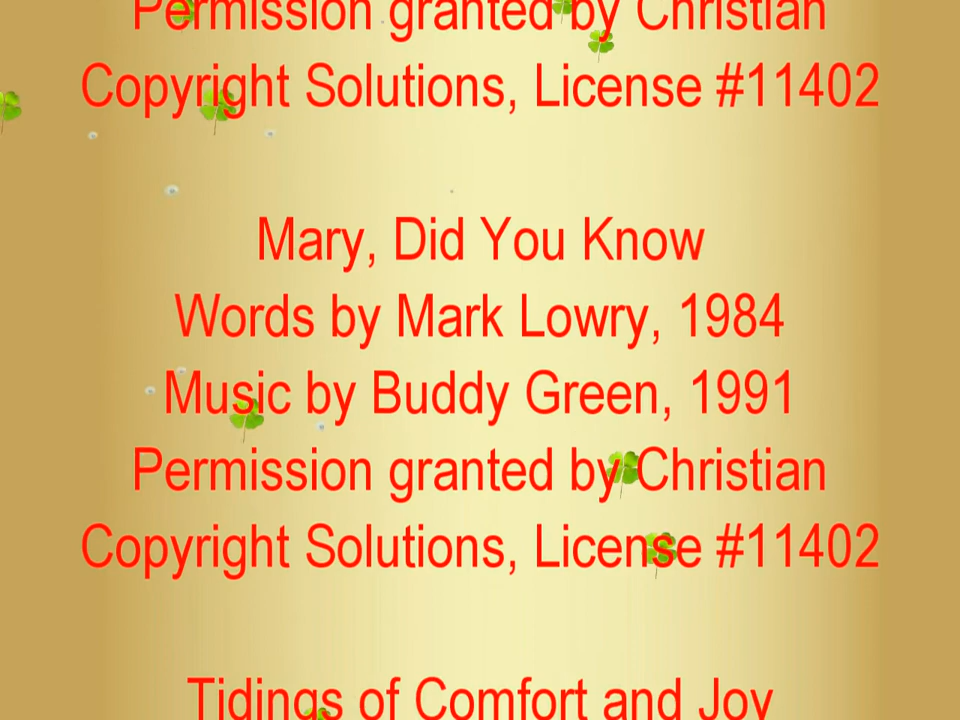 Permission granted by Christian
Copyright Solutions, License #11402
Mary, Did You Know
Words by Mark Lowry, 1984
Music by Buddy Green, 1991
Permission granted by Christian
Copyright Solutions, License #11402
Tidings of Comfort and Joy